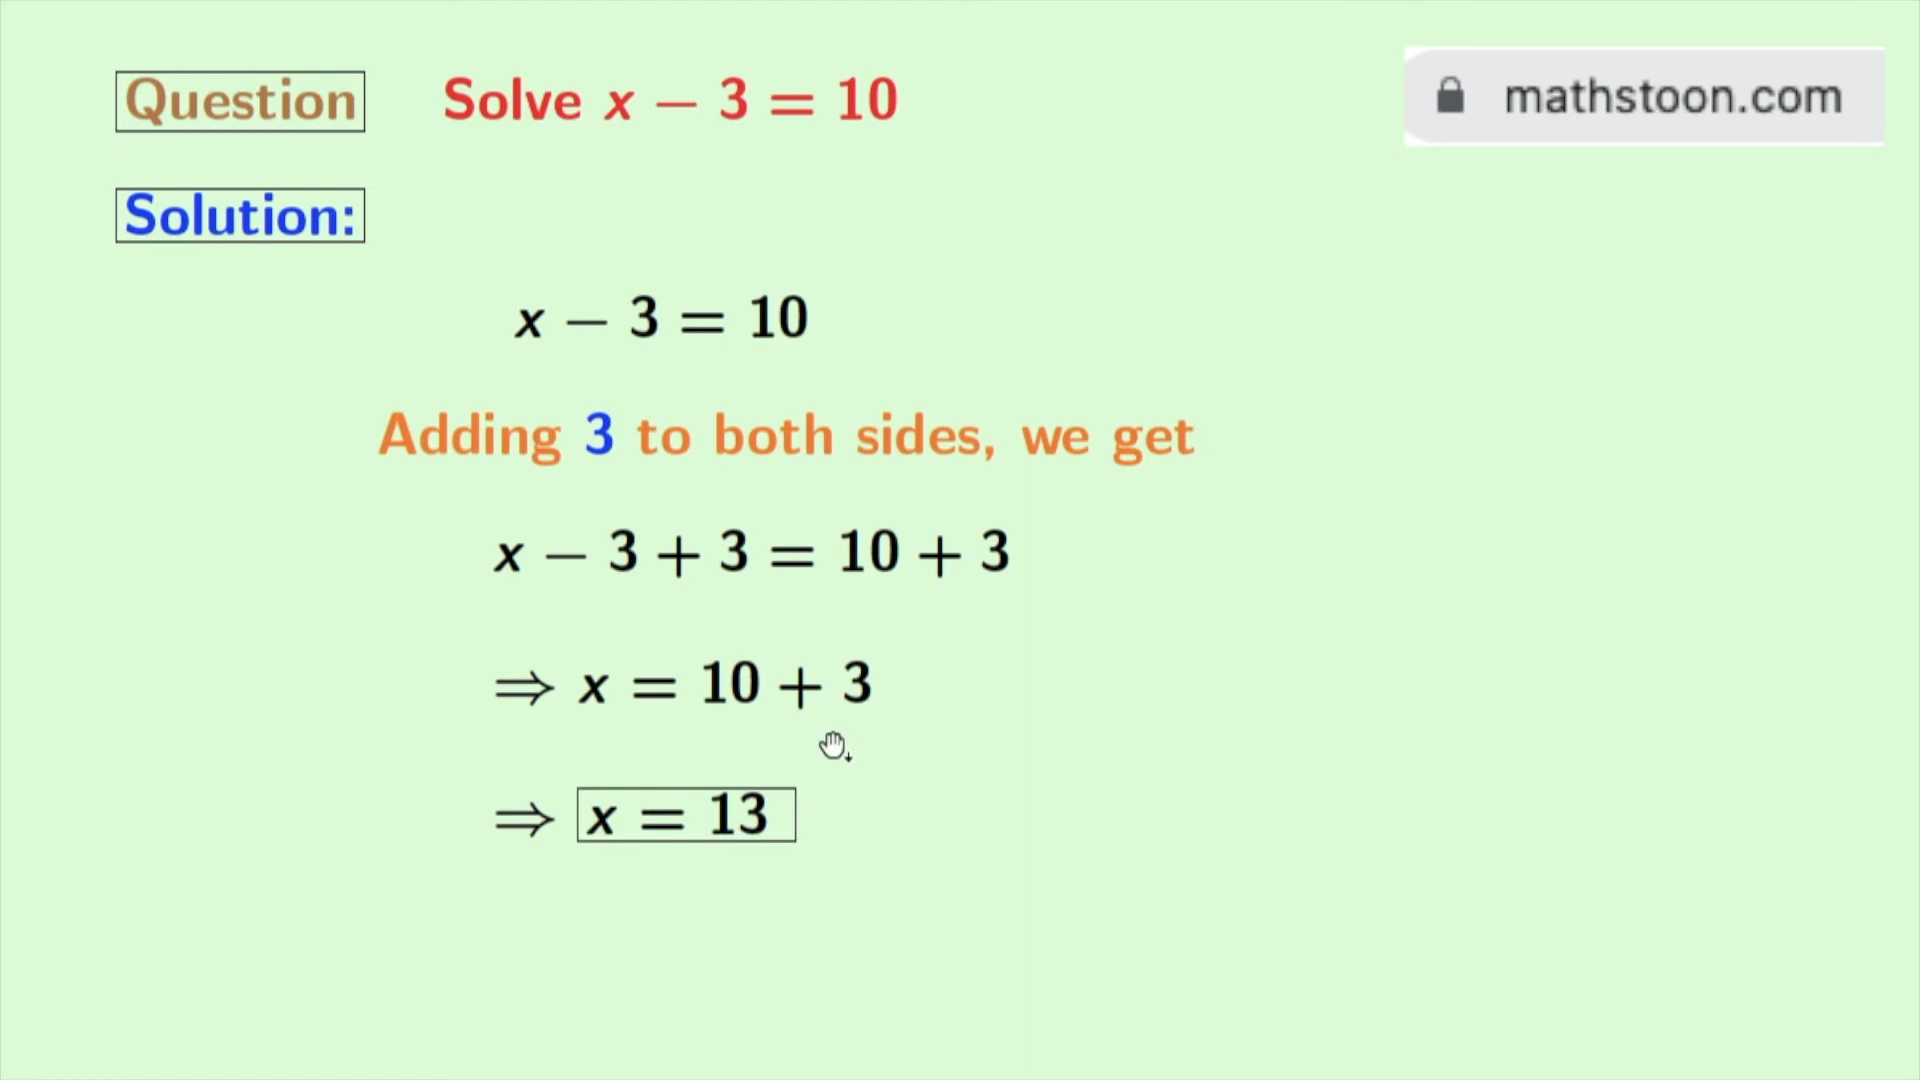 Question Solve x − 3 = 10
mathstoon.com
Solution:
x − 3 = 10
Adding 3 to both sides, we get
x − 3 + 3 = 10 + 3
⇒ x = 10 + 3
⇒ x = 13